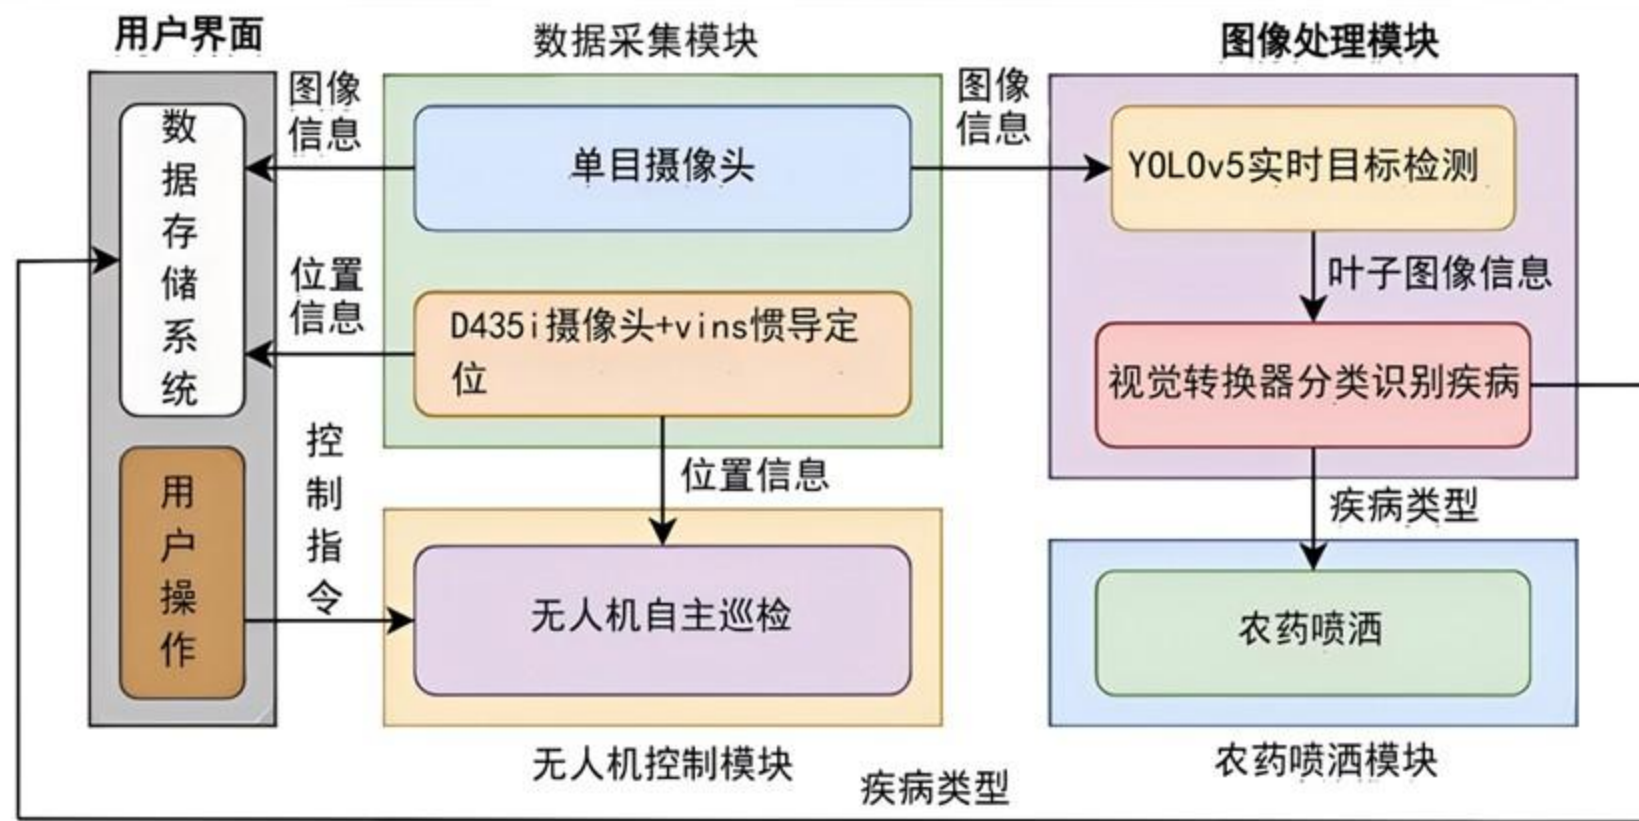 用户界面
数据采集模块
图像处理模块
数据存储系统
图像
信息
单目摄像头
图像
信息
YOLOv5实时目标检测
位置
信息
D435i摄像头+vins惯导定
位
叶子图像信息
视觉转换器分类识别疾病
用户操作
控制指令
位置信息
无人机自主巡检
疾病类型
农药喷洒
无人机控制模块
农药喷洒模块
疾病类型